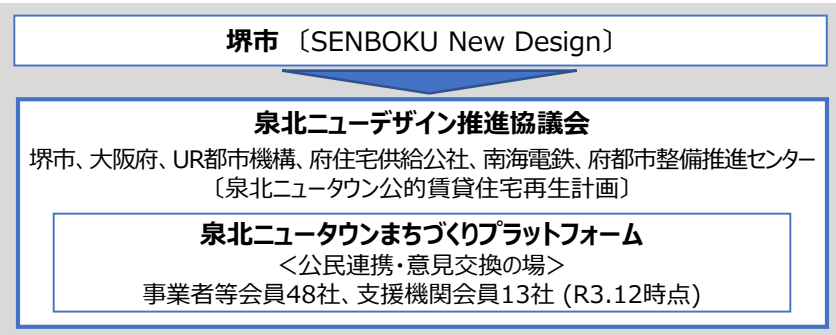 堺市〔SENBOKU New Design〕
泉北ニューデザイン推進協議会
堺市、大阪府、UR都市機構、府住宅供給公社、南海電鉄、府都市整備推進センター
〔泉北ニュータウン公的賃貸住宅再生計画〕
泉北ニュータウンまちづくりプラットフォーム
＜公民連携・意見交換の場＞
事業者等会員48社、支援機関会員13社 (R3.12時点)